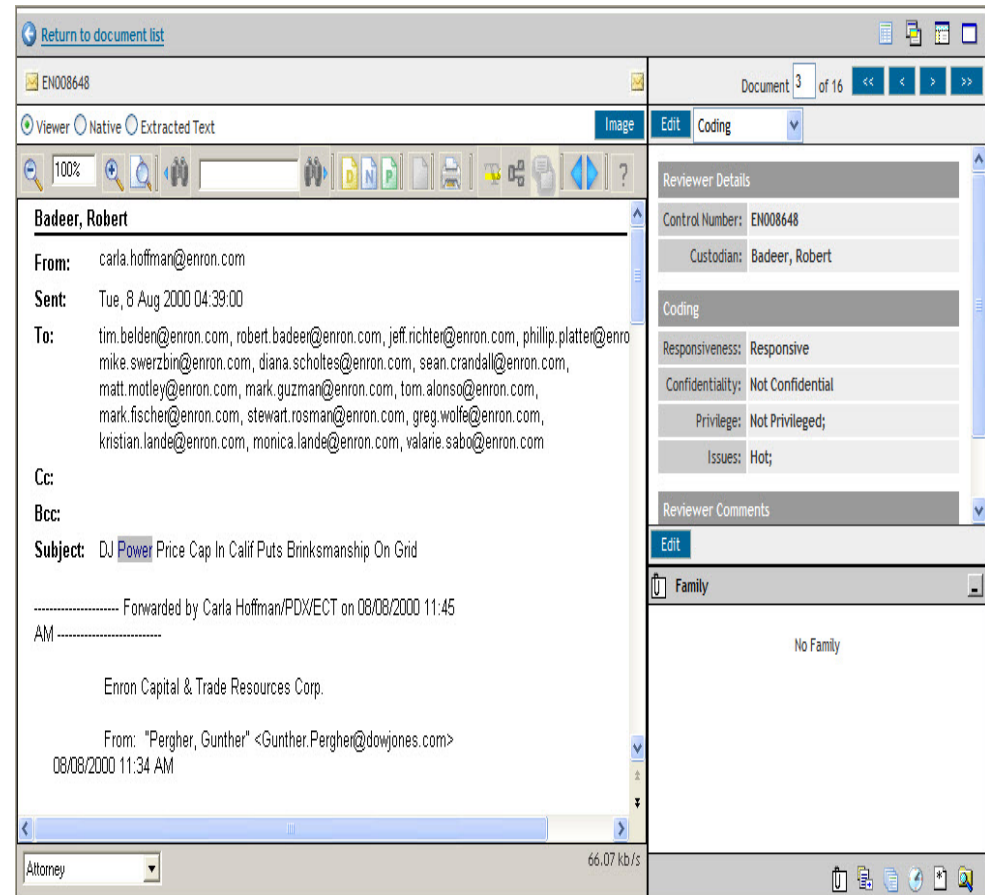 Return to document list
EN008648
Document 3 of 16 << < > >>
Viewer Native Extracted Text Image
Edit Coding
100% D N P ?
Badeer, Robert
From: carla.hoffman@enron.com
Sent: Tue, 8 Aug 2000 04:39:00
To: tim.belden@enron.com, robert.badeer@enron.com, jeff.richter@enron.com, phillip.platter@enro
mike.swerzbin@enron.com, diana.scholtes@enron.com, sean.crandall@enron.com,
matt.motley@enron.com, mark.guzman@enron.com, tom.alonso@enron.com,
mark.fischer@enron.com, stewart.rosman@enron.com, greg.wolfe@enron.com,
kristian.lande@enron.com, monica.lande@enron.com, valarie.sabo@enron.com
Cc:
Bcc:
Subject: DJ Power Price Cap In Calif Puts Brinksmanship On Grid
---------------------- Forwarded by Carla Hoffman/PDX/ECT on 08/08/2000 11:45
AM ---------------------------
Enron Capital & Trade Resources Corp.
From: "Pergher, Gunther" <Gunther.Pergher@dowjones.com>
08/08/2000 11:34 AM
Attorney
66.07 kb/s
Reviewer Details
Control Number: EN008648
Custodian: Badeer, Robert
Coding
Responsiveness: Responsive
Confidentiality: Not Confidential
Privilege: Not Privileged;
Issues: Hot;
Reviewer Comments
Edit
Family
No Family